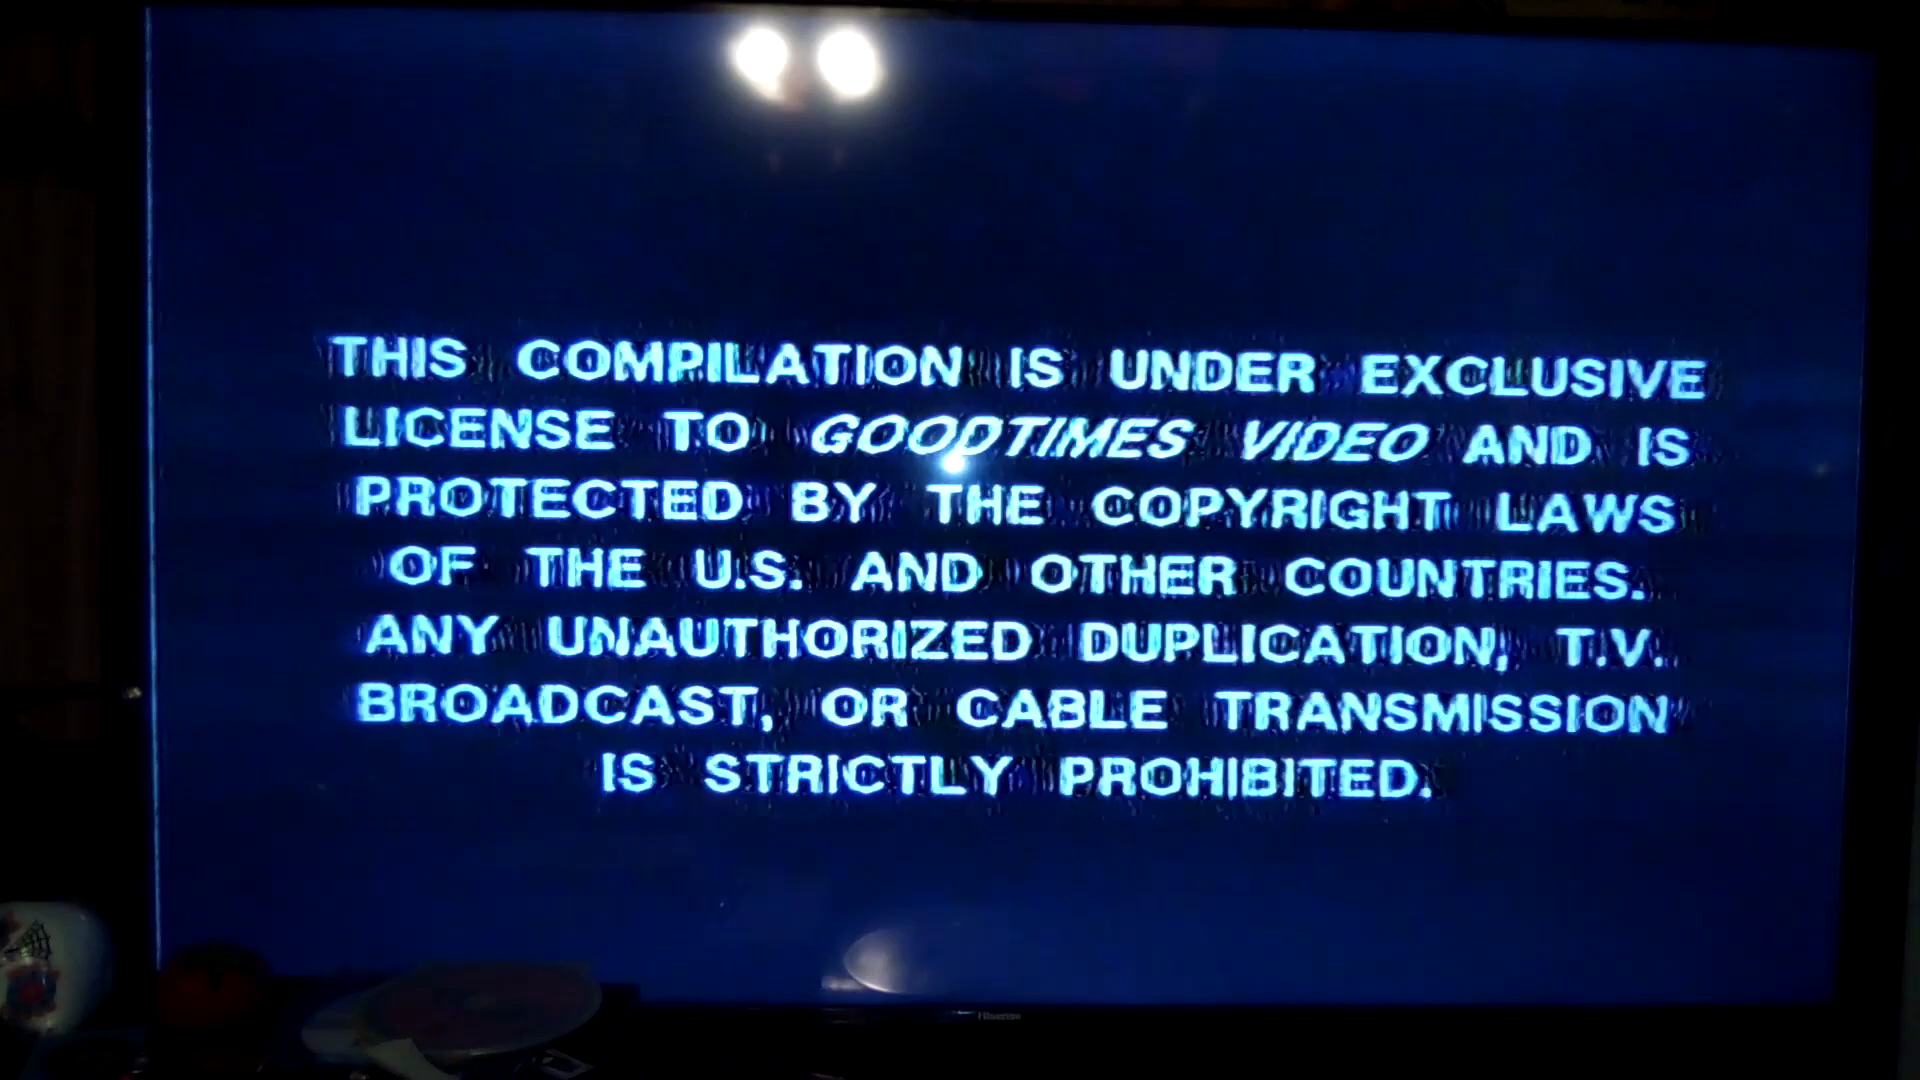 THIS COMPILATION IS UNDER EXCLUSIVE
LICENSE TO GOODTIMES VIDEO AND IS
PROTECTED BY THE COPYRIGHT LAWS
OF THE U.S. AND OTHER COUNTRIES.
ANY UNAUTHORIZED DUPLICATION, T.V.
BROADCAST, OR CABLE TRANSMISSION
IS STRICTLY PROHIBITED.
Hisense